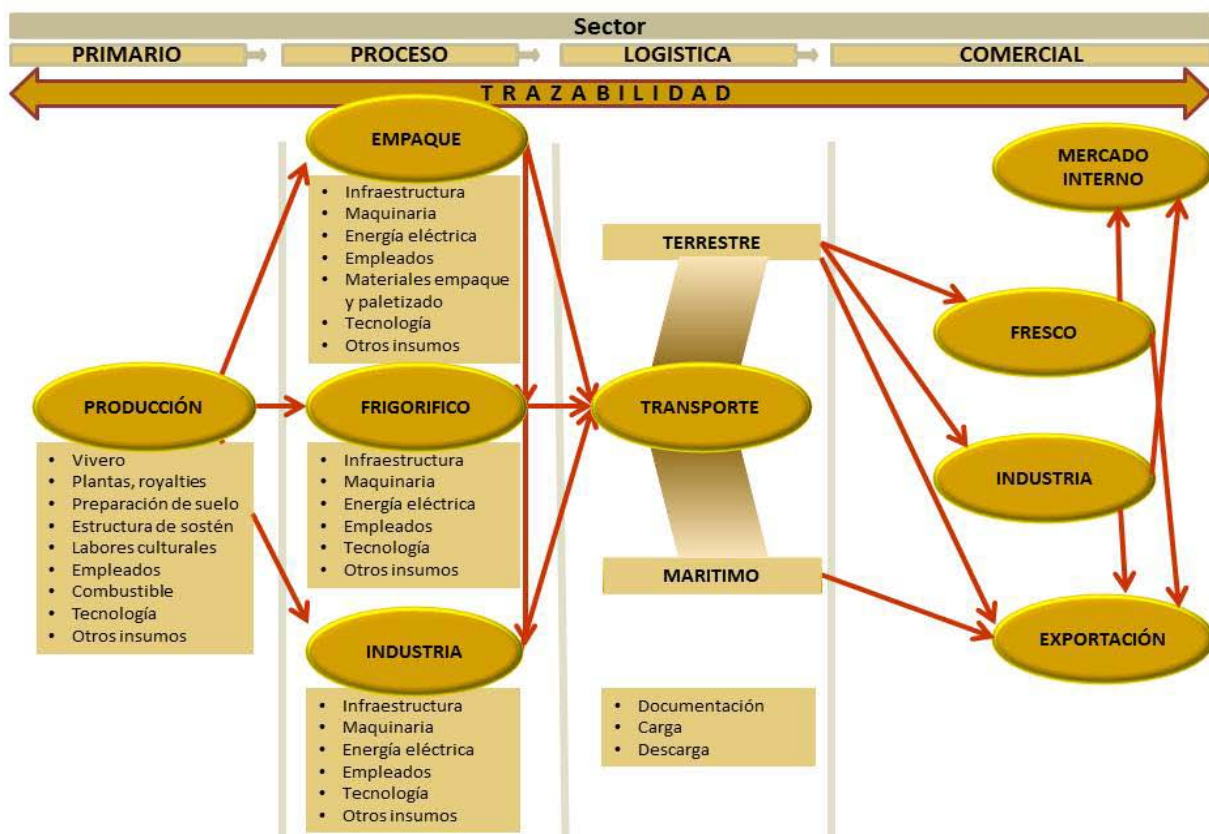 Sector
PRIMARIO
PROCESO
LOGISTICA
COMERCIAL
TRAZABILIDAD
PRODUCCIÓN
• Vivero
• Plantas, royalties
• Preparación de suelo
• Estructura de sostén
• Labores culturales
• Empleados
• Combustible
• Tecnología
• Otros insumos
EMPAQUE
• Infraestructura
• Maquinaria
• Energía eléctrica
• Empleados
• Materiales empaque
y paletizado
• Tecnología
• Otros insumos
FRIGORIFICO
• Infraestructura
• Maquinaria
• Energía eléctrica
• Empleados
• Tecnología
• Otros insumos
INDUSTRIA
• Infraestructura
• Maquinaria
• Energía eléctrica
• Empleados
• Tecnología
• Otros insumos
TERRESTRE
TRANSPORTE
MARITIMO
• Documentación
• Carga
• Descarga
MERCADO
INTERNO
FRESCO
INDUSTRIA
EXPORTACIÓN